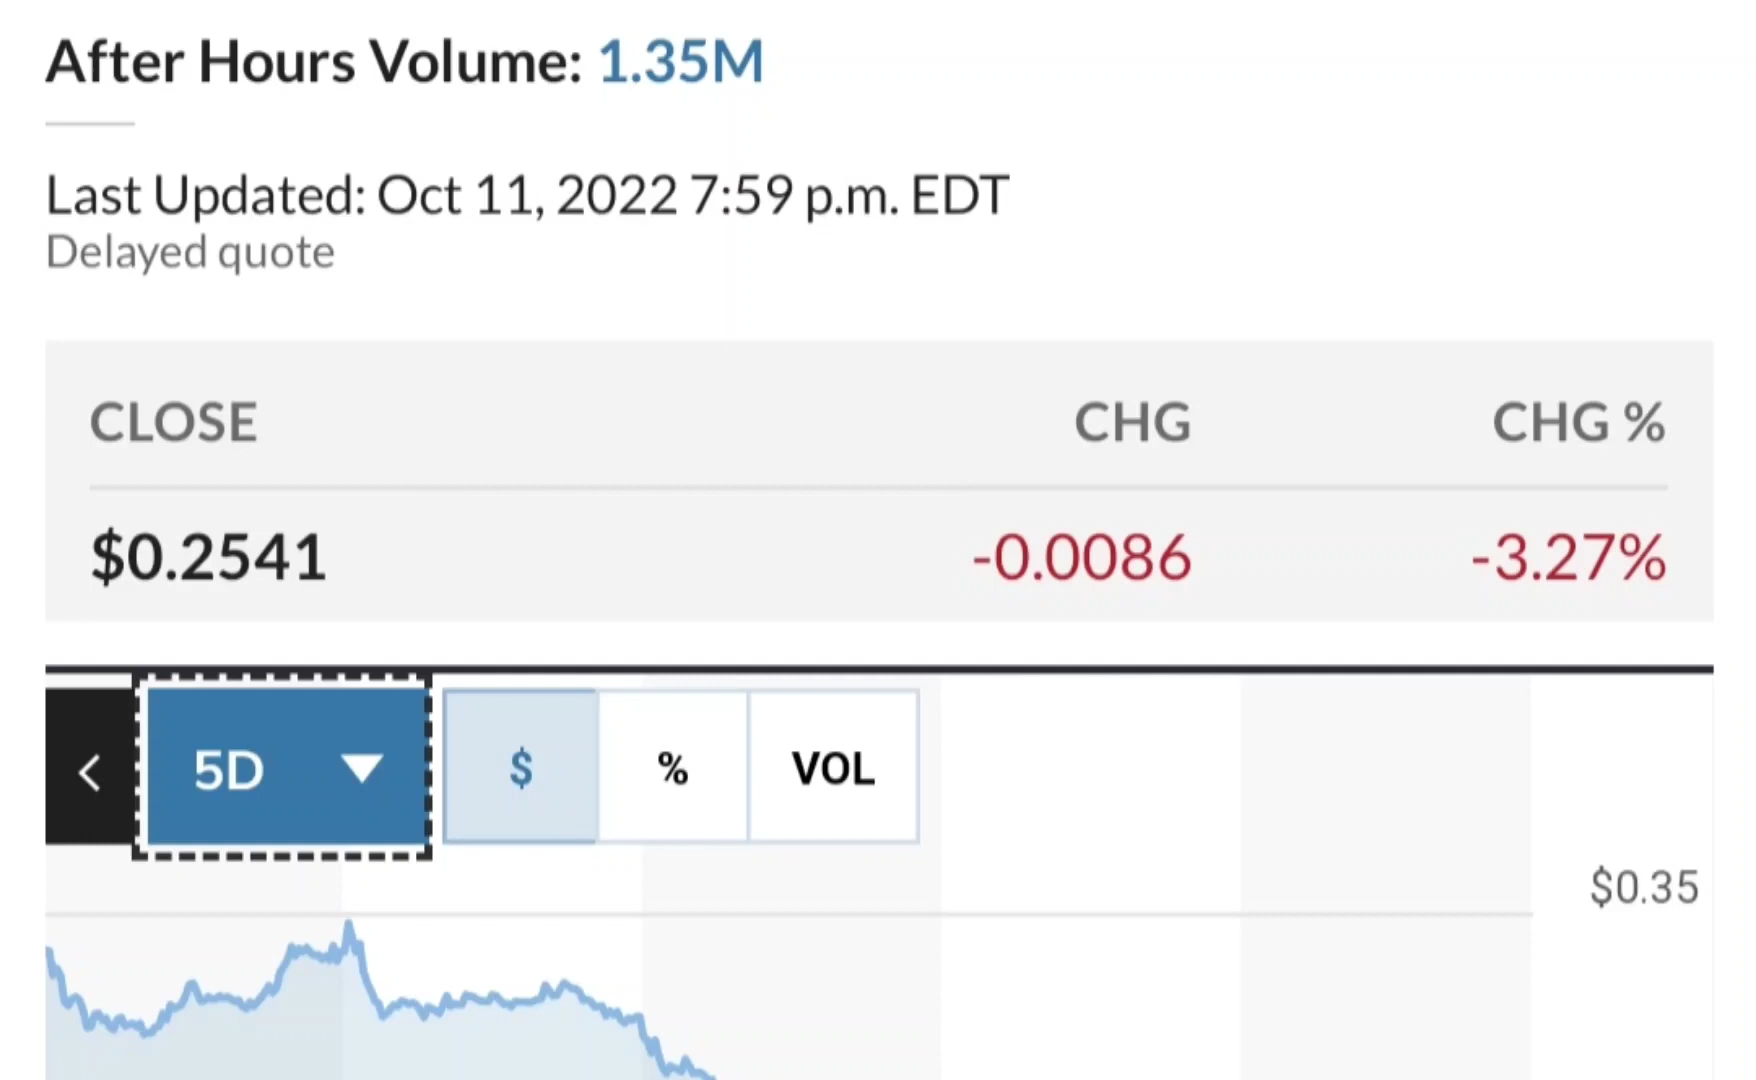 After Hours Volume: 1.35M
Last Updated: Oct 11, 2022 7:59 p.m. EDT
Delayed quote
CLOSE CHG CHG %
$0.2541 -0.0086 -3.27%
5D $ % VOL
$0.35